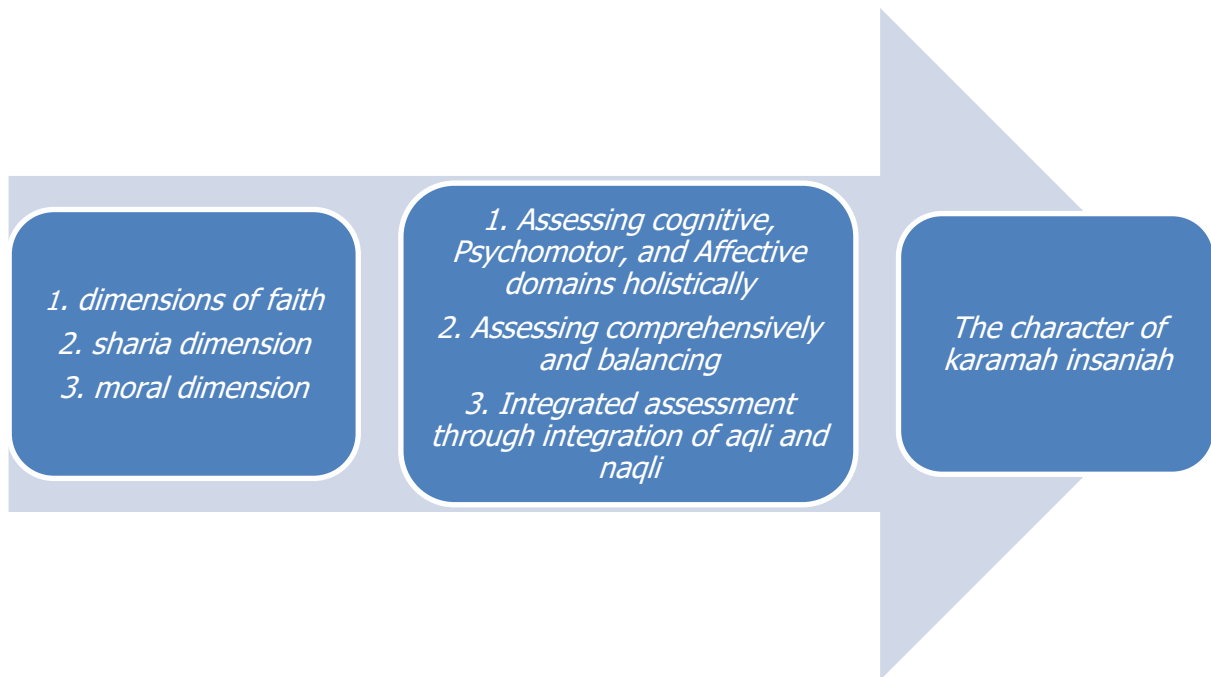 1. dimensions of faith
2. sharia dimension
3. moral dimension
1. Assessing cognitive,
Psychomotor, and Affective
domains holistically
2. Assessing comprehensively
and balancing
3. Integrated assessment
through integration of aqli and
naqli
The character of
karamah insaniah